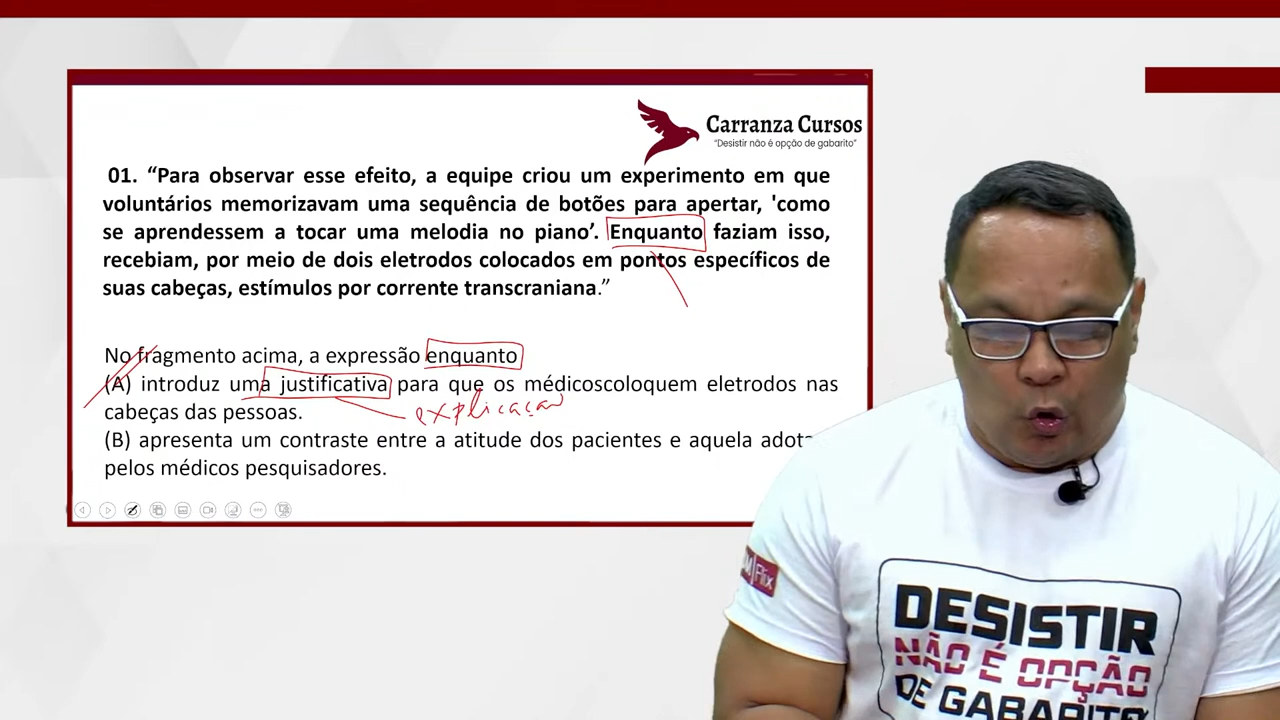 Carranza Cursos
"Desistir não é opção de gabarito"
01. “Para observar esse efeito, a equipe criou um experimento em que
voluntários memorizavam uma sequência de botões para apertar, 'como
se aprendessem a tocar uma melodia no piano’. Enquanto faziam isso,
recebiam, por meio de dois eletrodos colocados em pontos específicos de
suas cabeças, estímulos por corrente transcraniana.”
No fragmento acima, a expressão enquanto
(A) introduz uma justificativa para que os médicoscoloquem eletrodos nas
cabeças das pessoas.
explicação
(B) apresenta um contraste entre a atitude dos pacientes e aquela
pelos médicos pesquisadores.
Flix
DESISTIR
NÃO É OPÇÃO
DE GABARITO